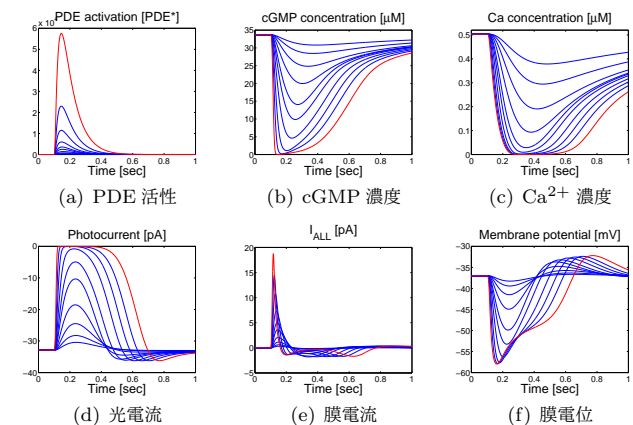 PDE activation [PDE*]
6 x 10⁵
5
4
3
2
1
0
0 0.2 0.4 0.6 0.8 1
Time [sec]
(a) PDE 活性
cGMP concentration [μM]
35
30
25
20
15
10
5
0
0 0.2 0.4 0.6 0.8 1
Time [sec]
(b) cGMP 濃度
Ca concentration [μM]
0.5
0.4
0.3
0.2
0.1
0
0 0.2 0.4 0.6 0.8 1
Time [sec]
(c) Ca²⁺ 濃度
Photocurrent [pA]
0
−10
−20
−30
−40
0 0.2 0.4 0.6 0.8 1
Time [sec]
(d) 光電流
I_ALL [pA]
20
15
10
5
0
−5
0 0.2 0.4 0.6 0.8 1
Time [sec]
(e) 膜電流
Membrane potential [mV]
−30
−35
−40
−45
−50
−55
−60
0 0.2 0.4 0.6 0.8 1
Time [sec]
(f) 膜電位